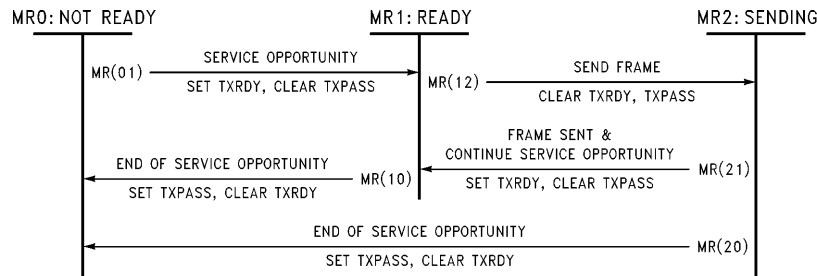 MR0: NOT READY
MR1: READY
MR2: SENDING
SERVICE OPPORTUNITY
MR(01)
SET TXRDY, CLEAR TXPASS
SEND FRAME
MR(12)
CLEAR TXRDY, TXPASS
FRAME SENT &
CONTINUE SERVICE OPPORTUNITY
MR(21)
SET TXRDY, CLEAR TXPASS
END OF SERVICE OPPORTUNITY
MR(10)
SET TXPASS, CLEAR TXRDY
END OF SERVICE OPPORTUNITY
MR(20)
SET TXPASS, CLEAR TXRDY